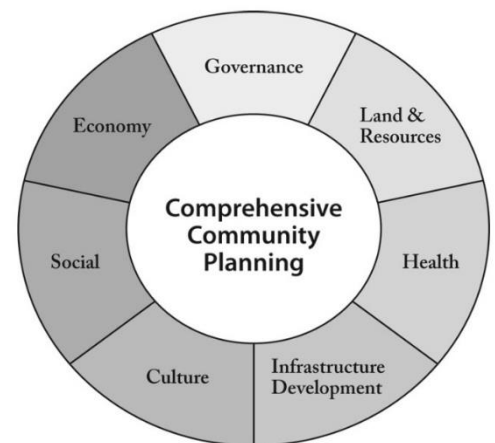 Governance
Land &
Resources
Health
Infrastructure
Development
Culture
Social
Economy
Comprehensive
Community
Planning